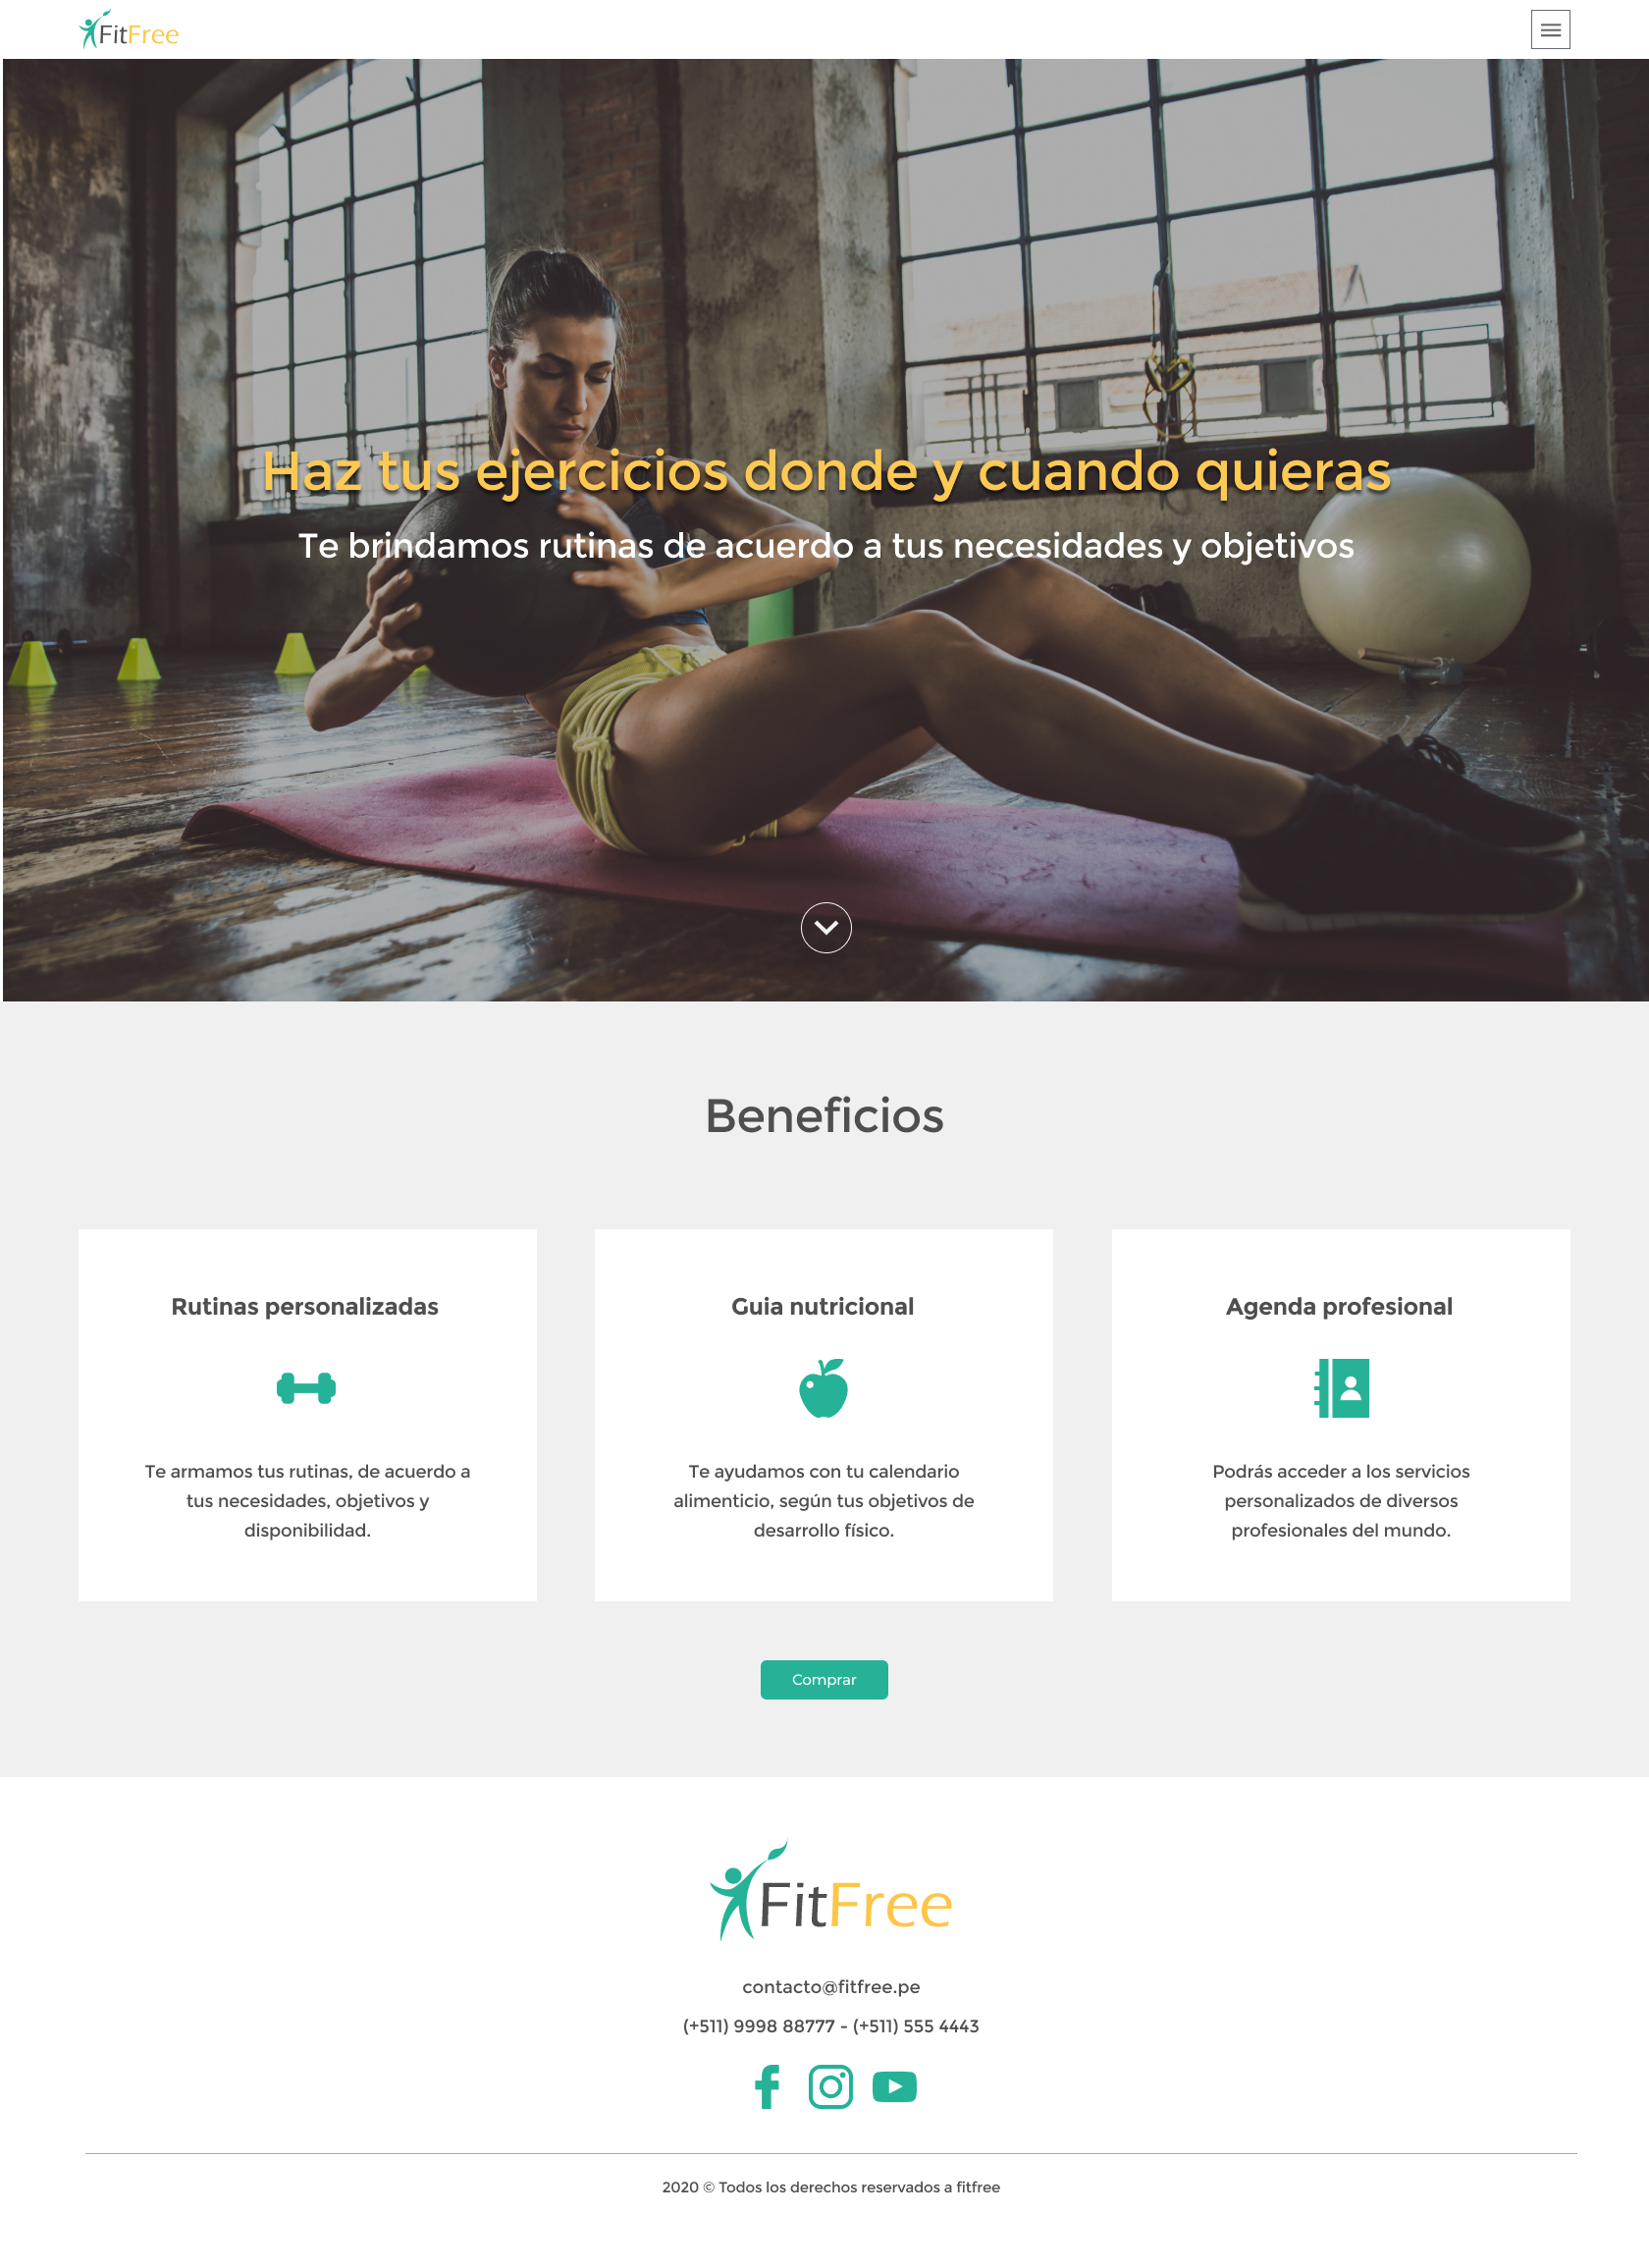 FitFree
Haz tus ejercicios donde y cuando quieras
Te brindamos rutinas de acuerdo a tus necesidades y objetivos
Beneficios
Rutinas personalizadas
Te armamos tus rutinas, de acuerdo a
tus necesidades, objetivos y
disponibilidad.
Guia nutricional
Te ayudamos con tu calendario
alimenticio, según tus objetivos de
desarrollo físico.
Agenda profesional
Podrás acceder a los servicios
personalizados de diversos
profesionales del mundo.
Comprar
FitFree
contacto@fitfree.pe
(+511) 9998 88777 - (+511) 555 4443
2020 © Todos los derechos reservados a fitfree